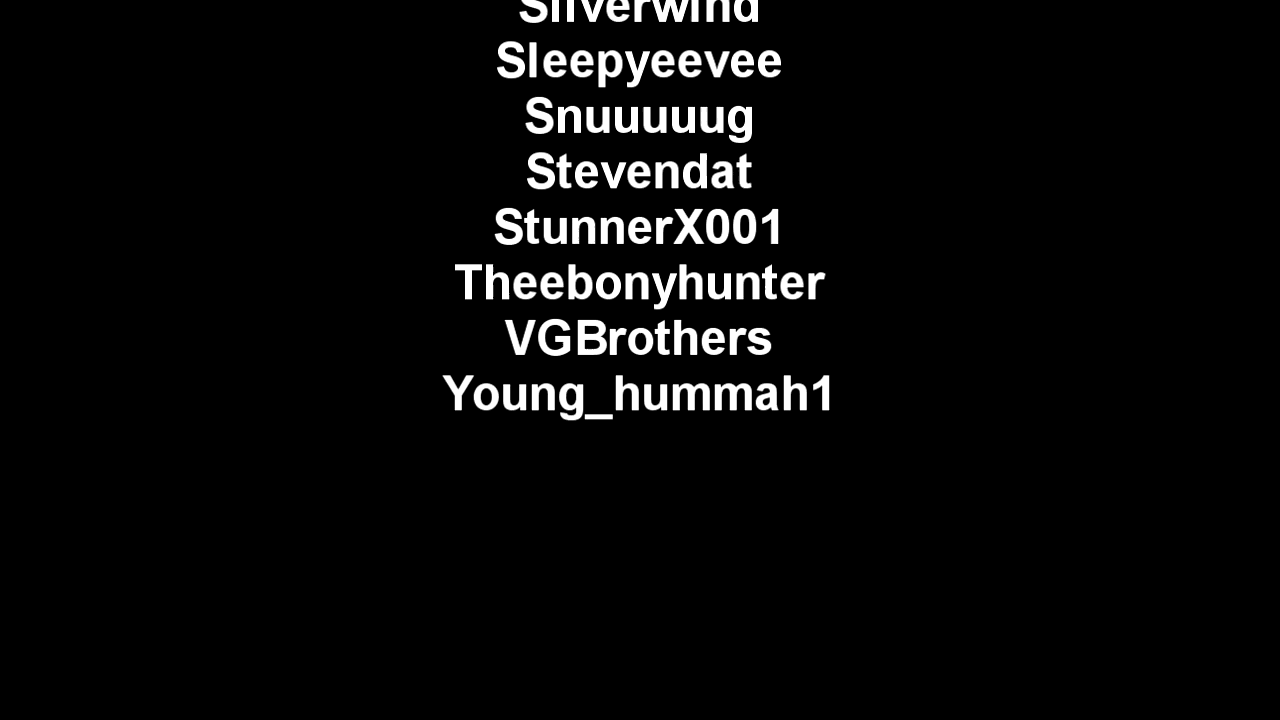 Silverwind
Sleepyeevee
Snuuuuug
Stevendat
StunnerX001
Theebonyhunter
VGBrothers
Young_hummah1